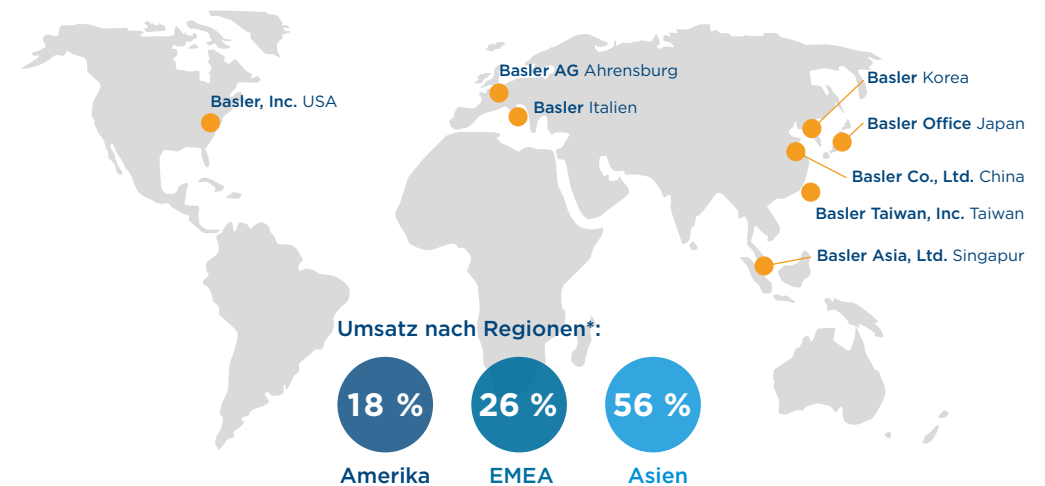 Basler AG Ahrensburg
Basler Korea
Basler, Inc. USA
Basler Italien
Basler Office Japan
Basler Co., Ltd. China
Basler Taiwan, Inc. Taiwan
Basler Asia, Ltd. Singapur
Umsatz nach Regionen*:
18 % 26 % 56 %
Amerika EMEA Asien